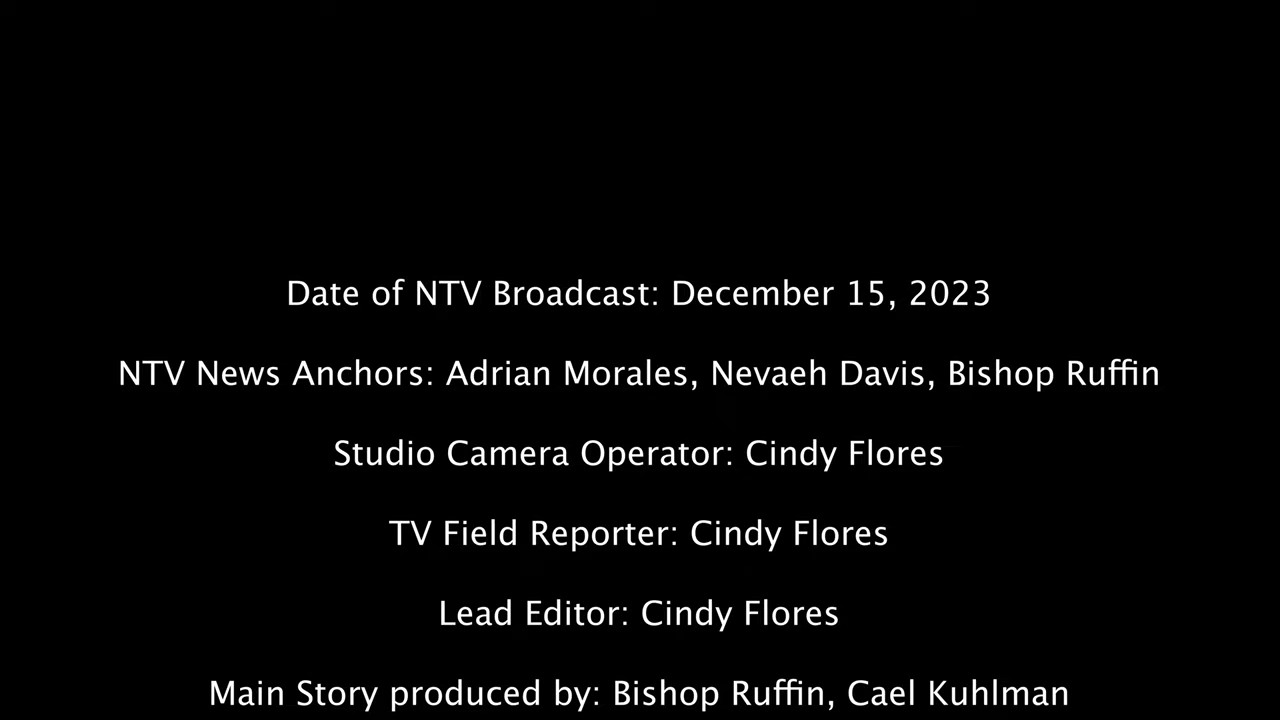 Date of NTV Broadcast: December 15, 2023
NTV News Anchors: Adrian Morales, Nevaeh Davis, Bishop Ruffin
Studio Camera Operator: Cindy Flores
TV Field Reporter: Cindy Flores
Lead Editor: Cindy Flores
Main Story produced by: Bishop Ruffin, Cael Kuhlman